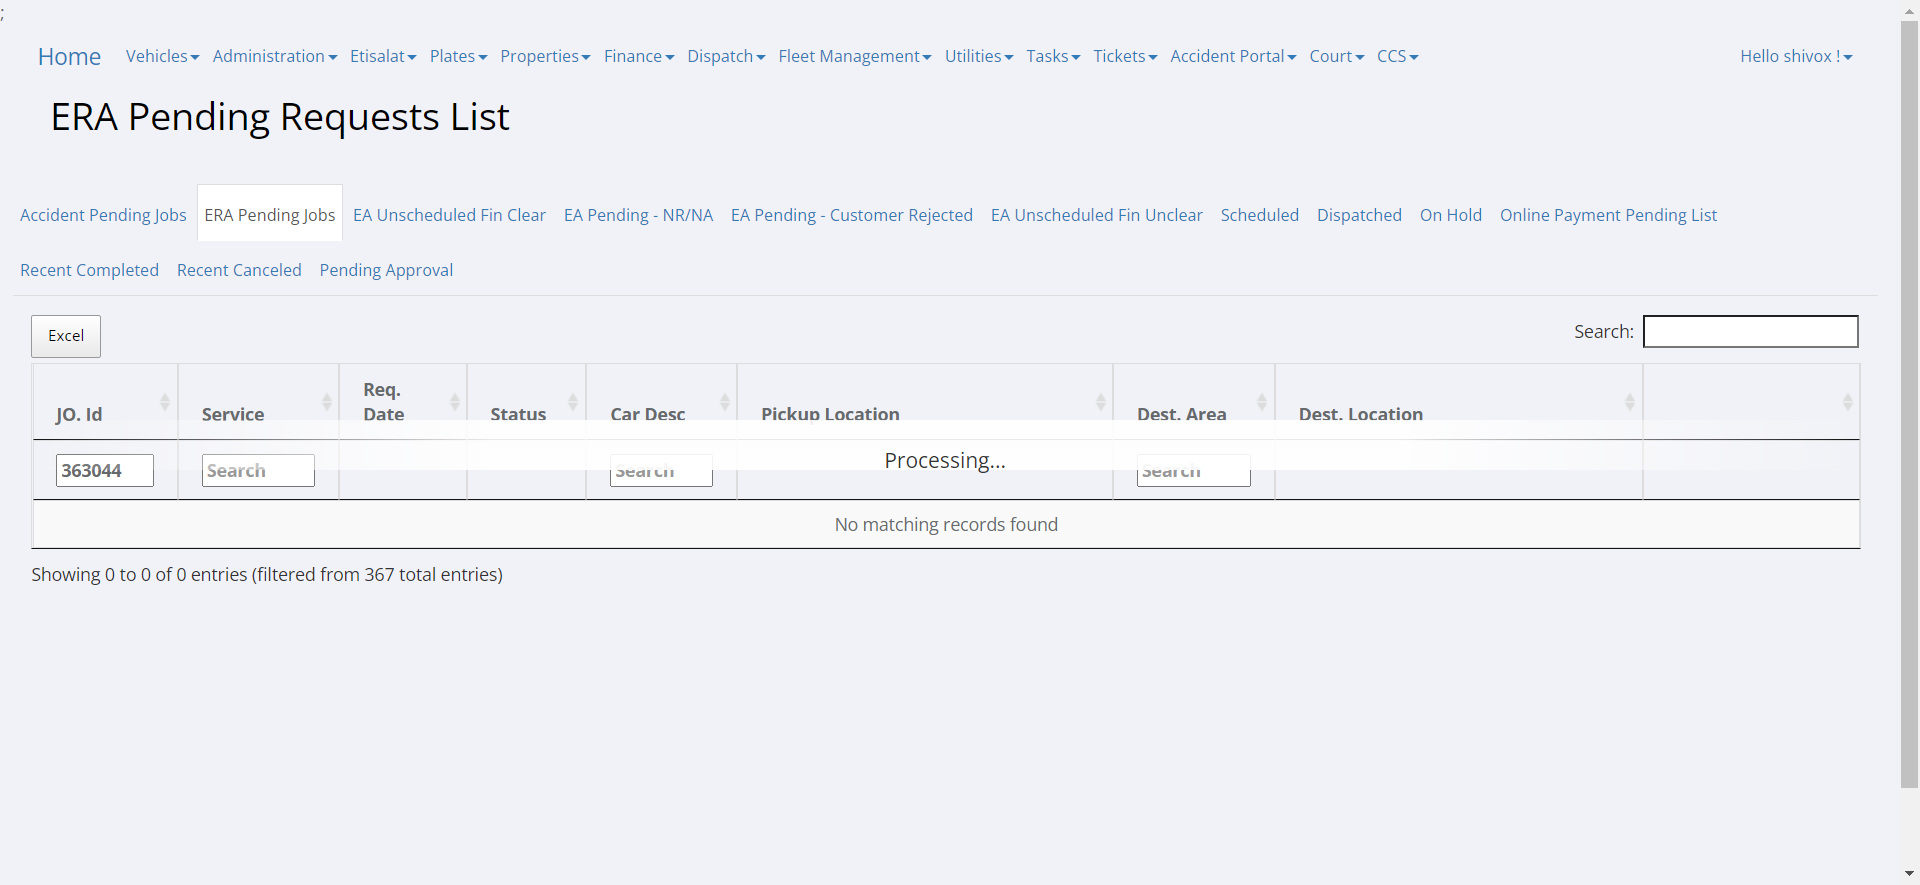 ;
Home Vehicles Administration Etisalat Plates Properties Finance Dispatch Fleet Management Utilities Tasks Tickets Accident Portal Court CCS Hello shivox !
ERA Pending Requests List
Accident Pending Jobs ERA Pending Jobs EA Unscheduled Fin Clear EA Pending - NR/NA EA Pending - Customer Rejected EA Unscheduled Fin Unclear Scheduled Dispatched On Hold Online Payment Pending List
Recent Completed Recent Canceled Pending Approval
Excel Search:
JO. Id Service Req. Date Status Car Desc Pickup Location Dest. Area Dest. Location
363044 Search Search Processing... Search
No matching records found
Showing 0 to 0 of 0 entries (filtered from 367 total entries)